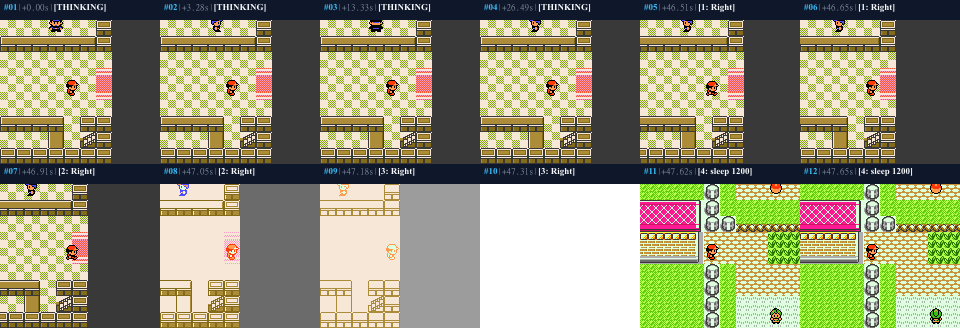 #01 | +0.00s | [THINKING]
#02 | +3.28s | [THINKING]
#03 | +13.33s | [THINKING]
#04 | +26.49s | [THINKING]
#05 | +46.51s | [1: Right]
#06 | +46.65s | [1: Right]
#07 | +46.91s | [2: Right]
#08 | +47.05s | [2: Right]
#09 | +47.18s | [3: Right]
#10 | +47.31s | [3: Right]
#11 | +47.62s | [4: sleep 1200]
#12 | +47.65s | [4: sleep 1200]